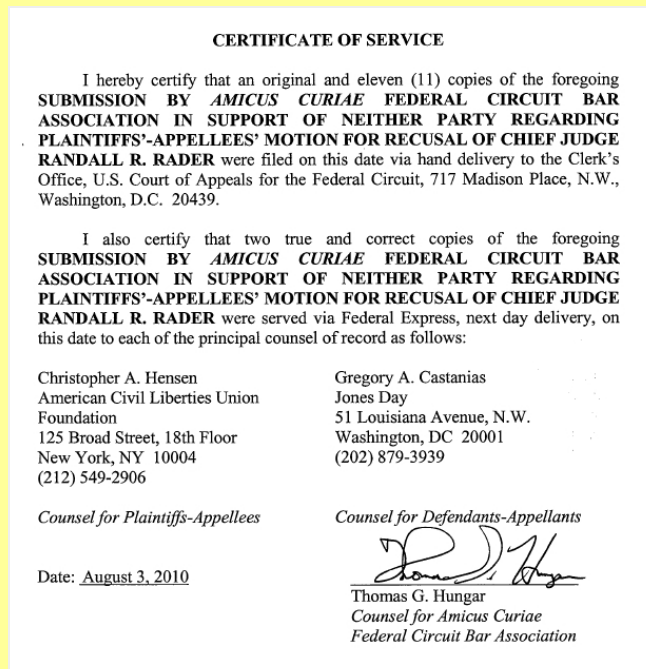 CERTIFICATE OF SERVICE
I hereby certify that an original and eleven (11) copies of the foregoing
SUBMISSION BY AMICUS CURIAE FEDERAL CIRCUIT BAR
ASSOCIATION IN SUPPORT OF NEITHER PARTY REGARDING
PLAINTIFFS’-APPELLEES’ MOTION FOR RECUSAL OF CHIEF JUDGE
RANDALL R. RADER were filed on this date via hand delivery to the Clerk’s
Office, U.S. Court of Appeals for the Federal Circuit, 717 Madison Place, N.W.,
Washington, D.C. 20439.
I also certify that two true and correct copies of the foregoing
SUBMISSION BY AMICUS CURIAE FEDERAL CIRCUIT BAR
ASSOCIATION IN SUPPORT OF NEITHER PARTY REGARDING
PLAINTIFFS’-APPELLEES’ MOTION FOR RECUSAL OF CHIEF JUDGE
RANDALL R. RADER were served via Federal Express, next day delivery, on
this date to each of the principal counsel of record as follows:
Christopher A. Hensen
American Civil Liberties Union
Foundation
125 Broad Street, 18th Floor
New York, NY 10004
(212) 549-2906
Counsel for Plaintiffs-Appellees
Gregory A. Castanias
Jones Day
51 Louisiana Avenue, N.W.
Washington, DC 20001
(202) 879-3939
Counsel for Defendants-Appellants
Date: August 3, 2010
Thomas G. Hungar
Thomas G. Hungar
Counsel for Amicus Curiae
Federal Circuit Bar Association